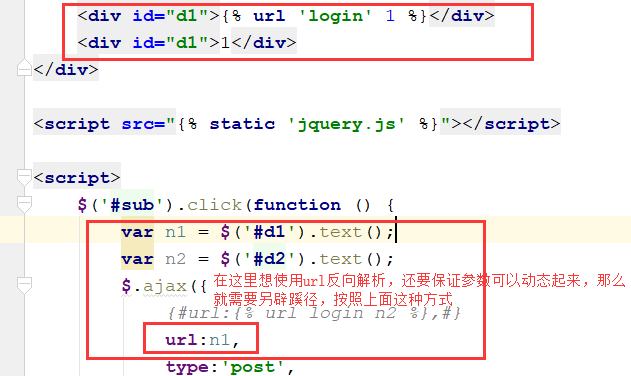 <div id="d1">{% url 'login' 1 %}</div>
<div id="d1">1</div>
</div>
<script src="{% static 'jquery.js' %}"></script>
<script>
$('#sub').click(function () {
var n1 = $('#d1').text();
var n2 = $('#d2').text();
$.ajax({
在这里想使用url反向解析，还要保证参数可以动态起来，那么
就需要另辟蹊径，按照上面这种方式
{#url:{% url login n2 %},#}
url:n1,
type:'post',